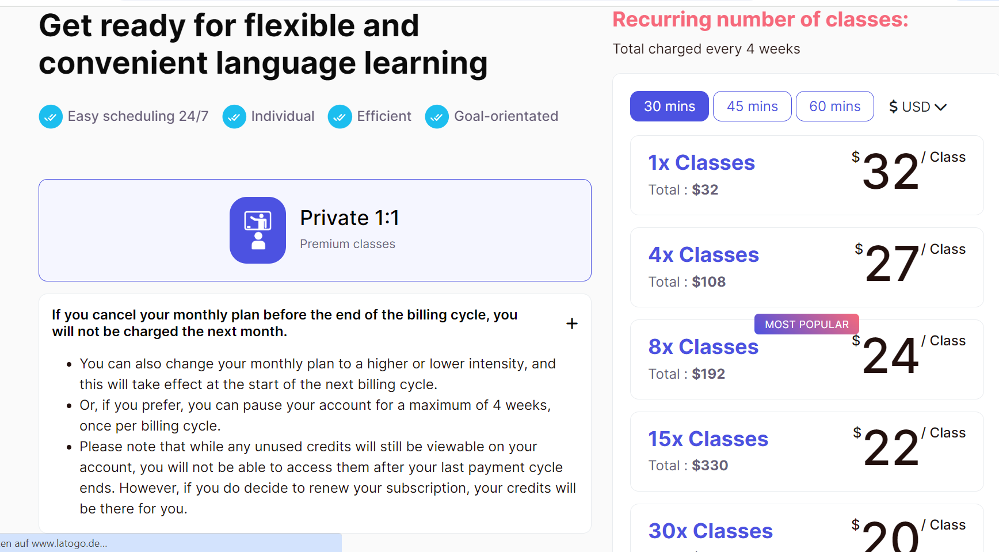 Get ready for flexible and
convenient language learning
Easy scheduling 24/7
Individual
Efficient
Goal-orientated
Private 1:1
Premium classes
If you cancel your monthly plan before the end of the billing cycle, you
will not be charged the next month.
+
• You can also change your monthly plan to a higher or lower intensity, and
this will take effect at the start of the next billing cycle.
• Or, if you prefer, you can pause your account for a maximum of 4 weeks,
once per billing cycle.
• Please note that while any unused credits will still be viewable on your
account, you will not be able to access them after your last payment cycle
ends. However, if you do decide to renew your subscription, your credits will
be there for you.
en auf www.latogo.de...
Recurring number of classes:
Total charged every 4 weeks
30 mins
45 mins
60 mins
$ USD
1x Classes
Total : $32
$32 / Class
4x Classes
Total : $108
$27 / Class
MOST POPULAR
8x Classes
Total : $192
$24 / Class
15x Classes
Total : $330
$22 / Class
30x Classes
$20 / Class